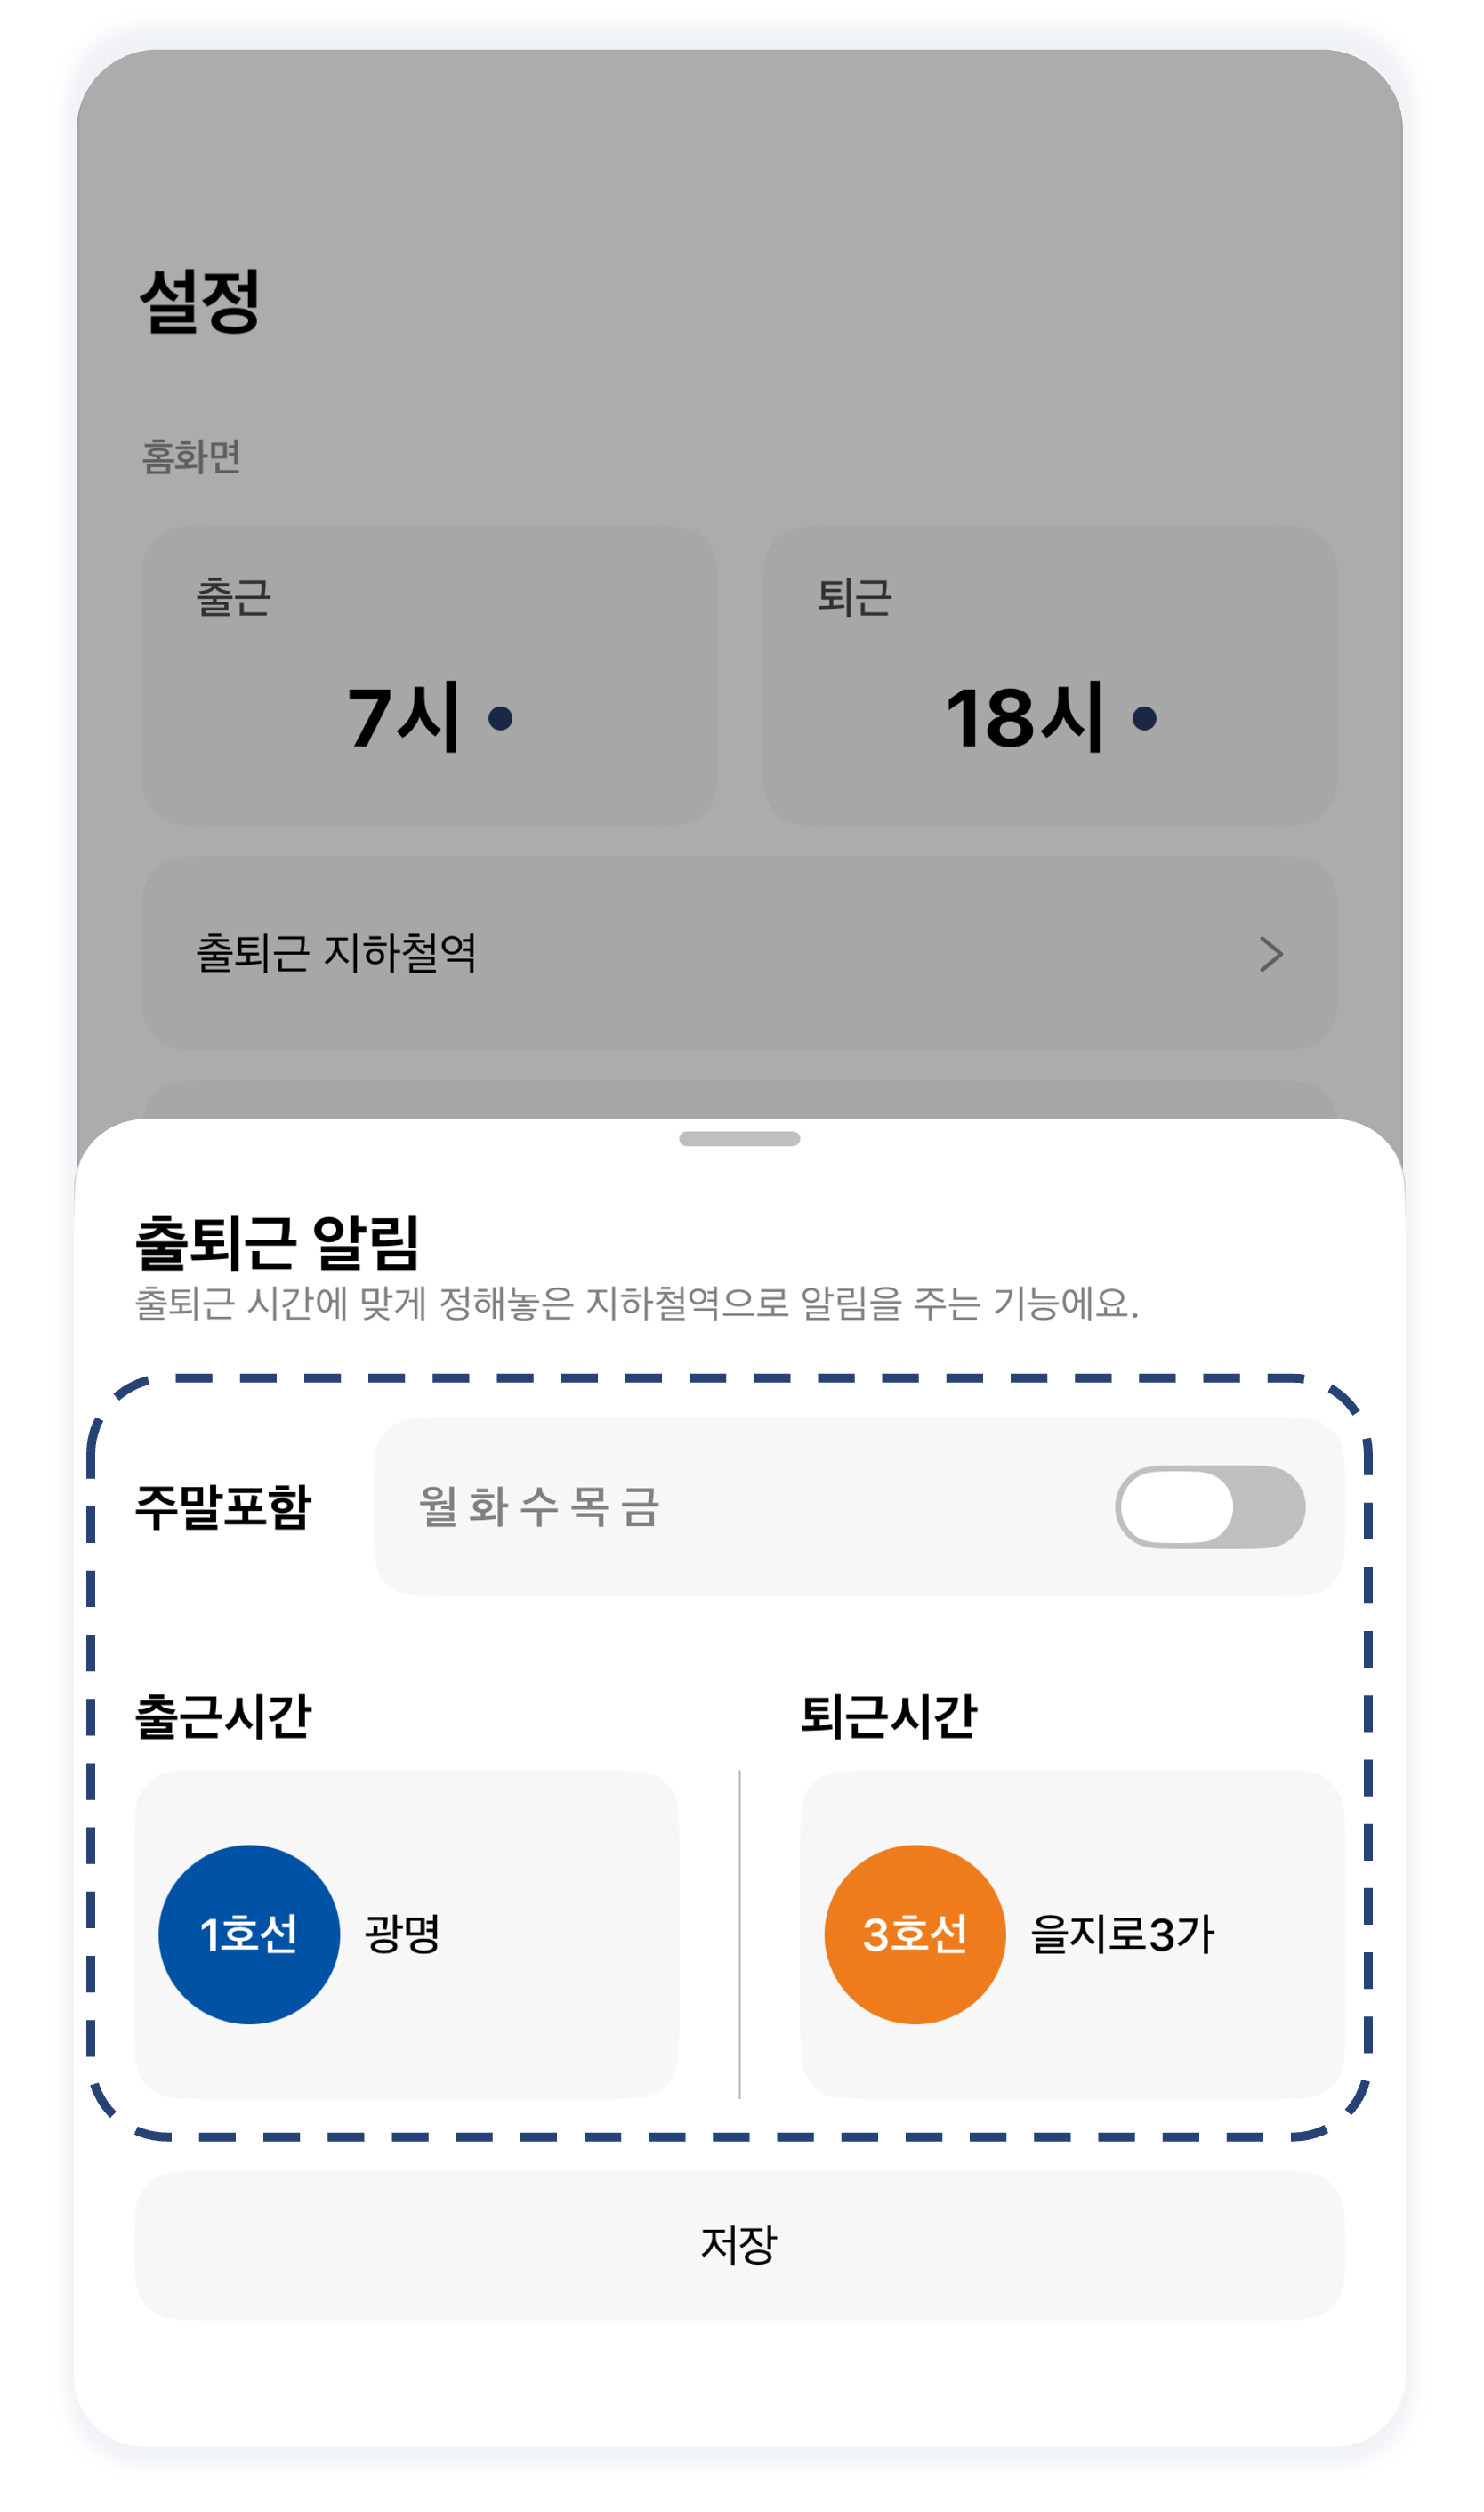 설정
홈화면
출근 퇴근
7시 18시
출퇴근 지하철역
출퇴근 알림
출퇴근 시간에 맞게 정해놓은 지하철역으로 알림을 주는 기능에요.
주말포함 월 화 수 목 금
출근시간 퇴근시간
1호선 광명 3호선 을지로3가
저장